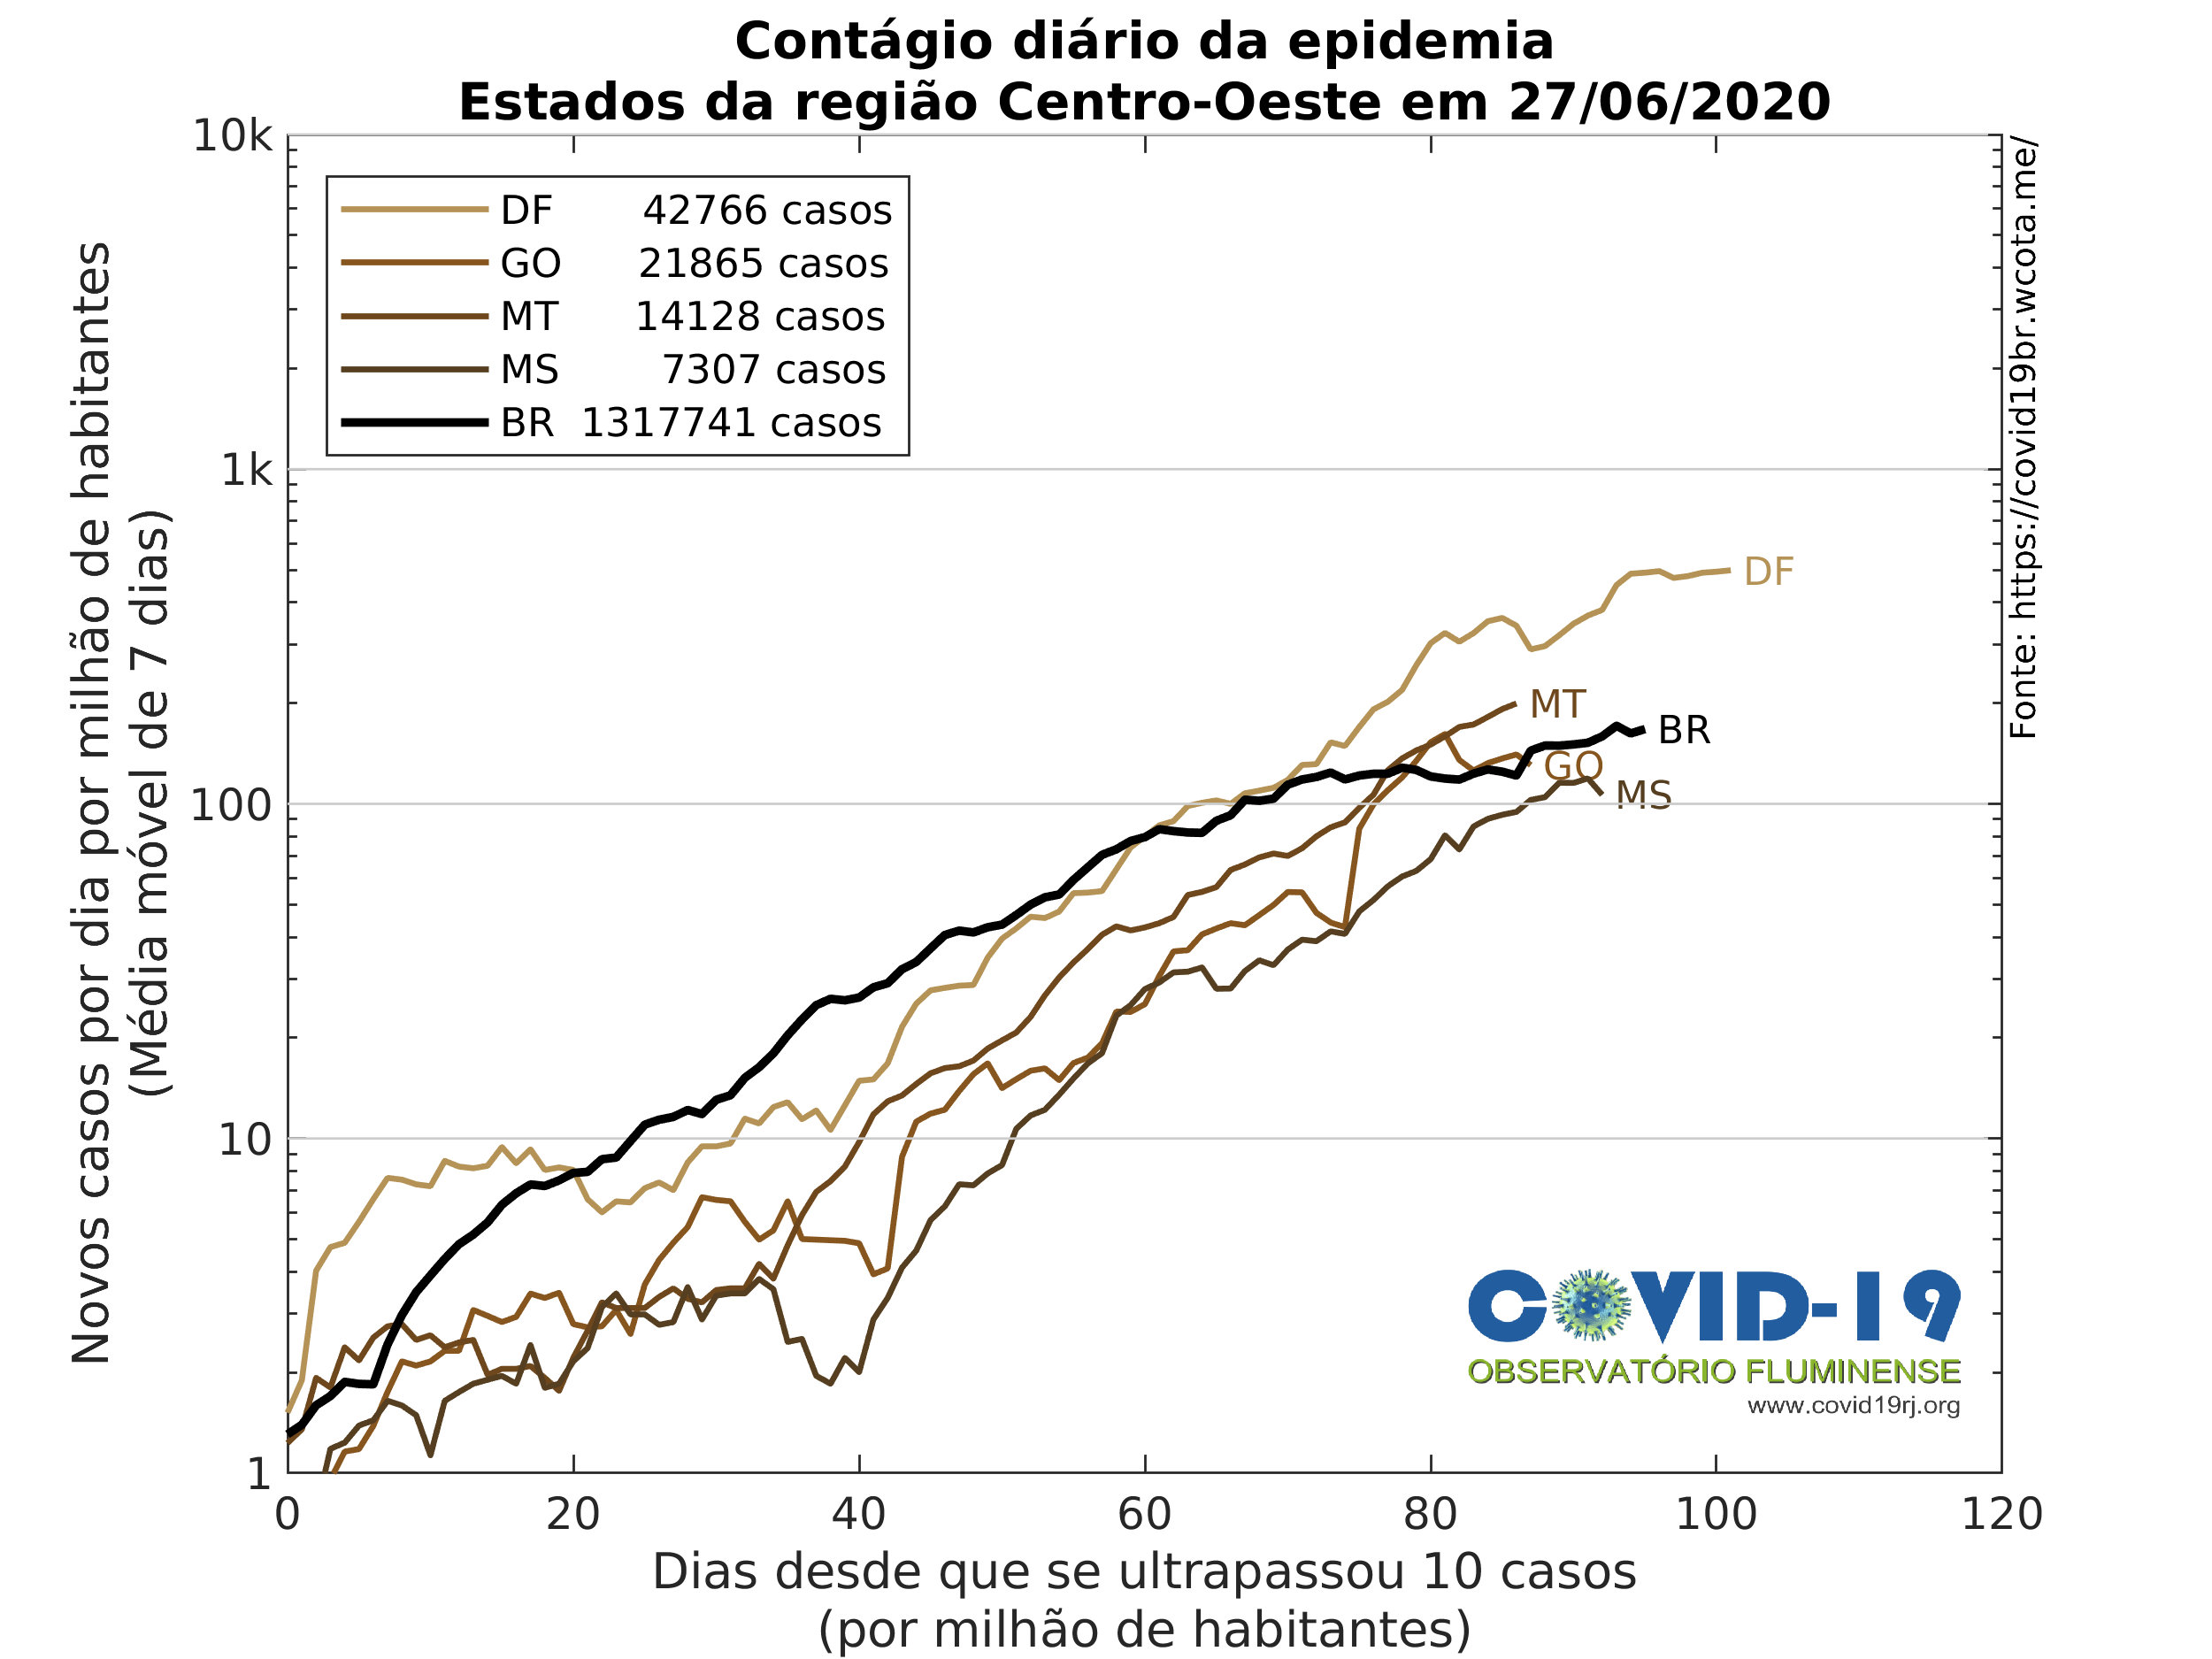 Contágio diário da epidemia
Estados da região Centro-Oeste em 27/06/2020
Novos casos por dia por milhão de habitantes
(Média móvel de 7 dias)
10k
1k
100
10
1
DF 42766 casos
GO 21865 casos
MT 14128 casos
MS 7307 casos
BR 1317741 casos
DF
MT
BR
GO
MS
Fonte: https://covid19br.wcota.me/
COVID-19
OBSERVATÓRIO FLUMINENSE
www.covid19rj.org
0 20 40 60 80 100 120
Dias desde que se ultrapassou 10 casos
(por milhão de habitantes)